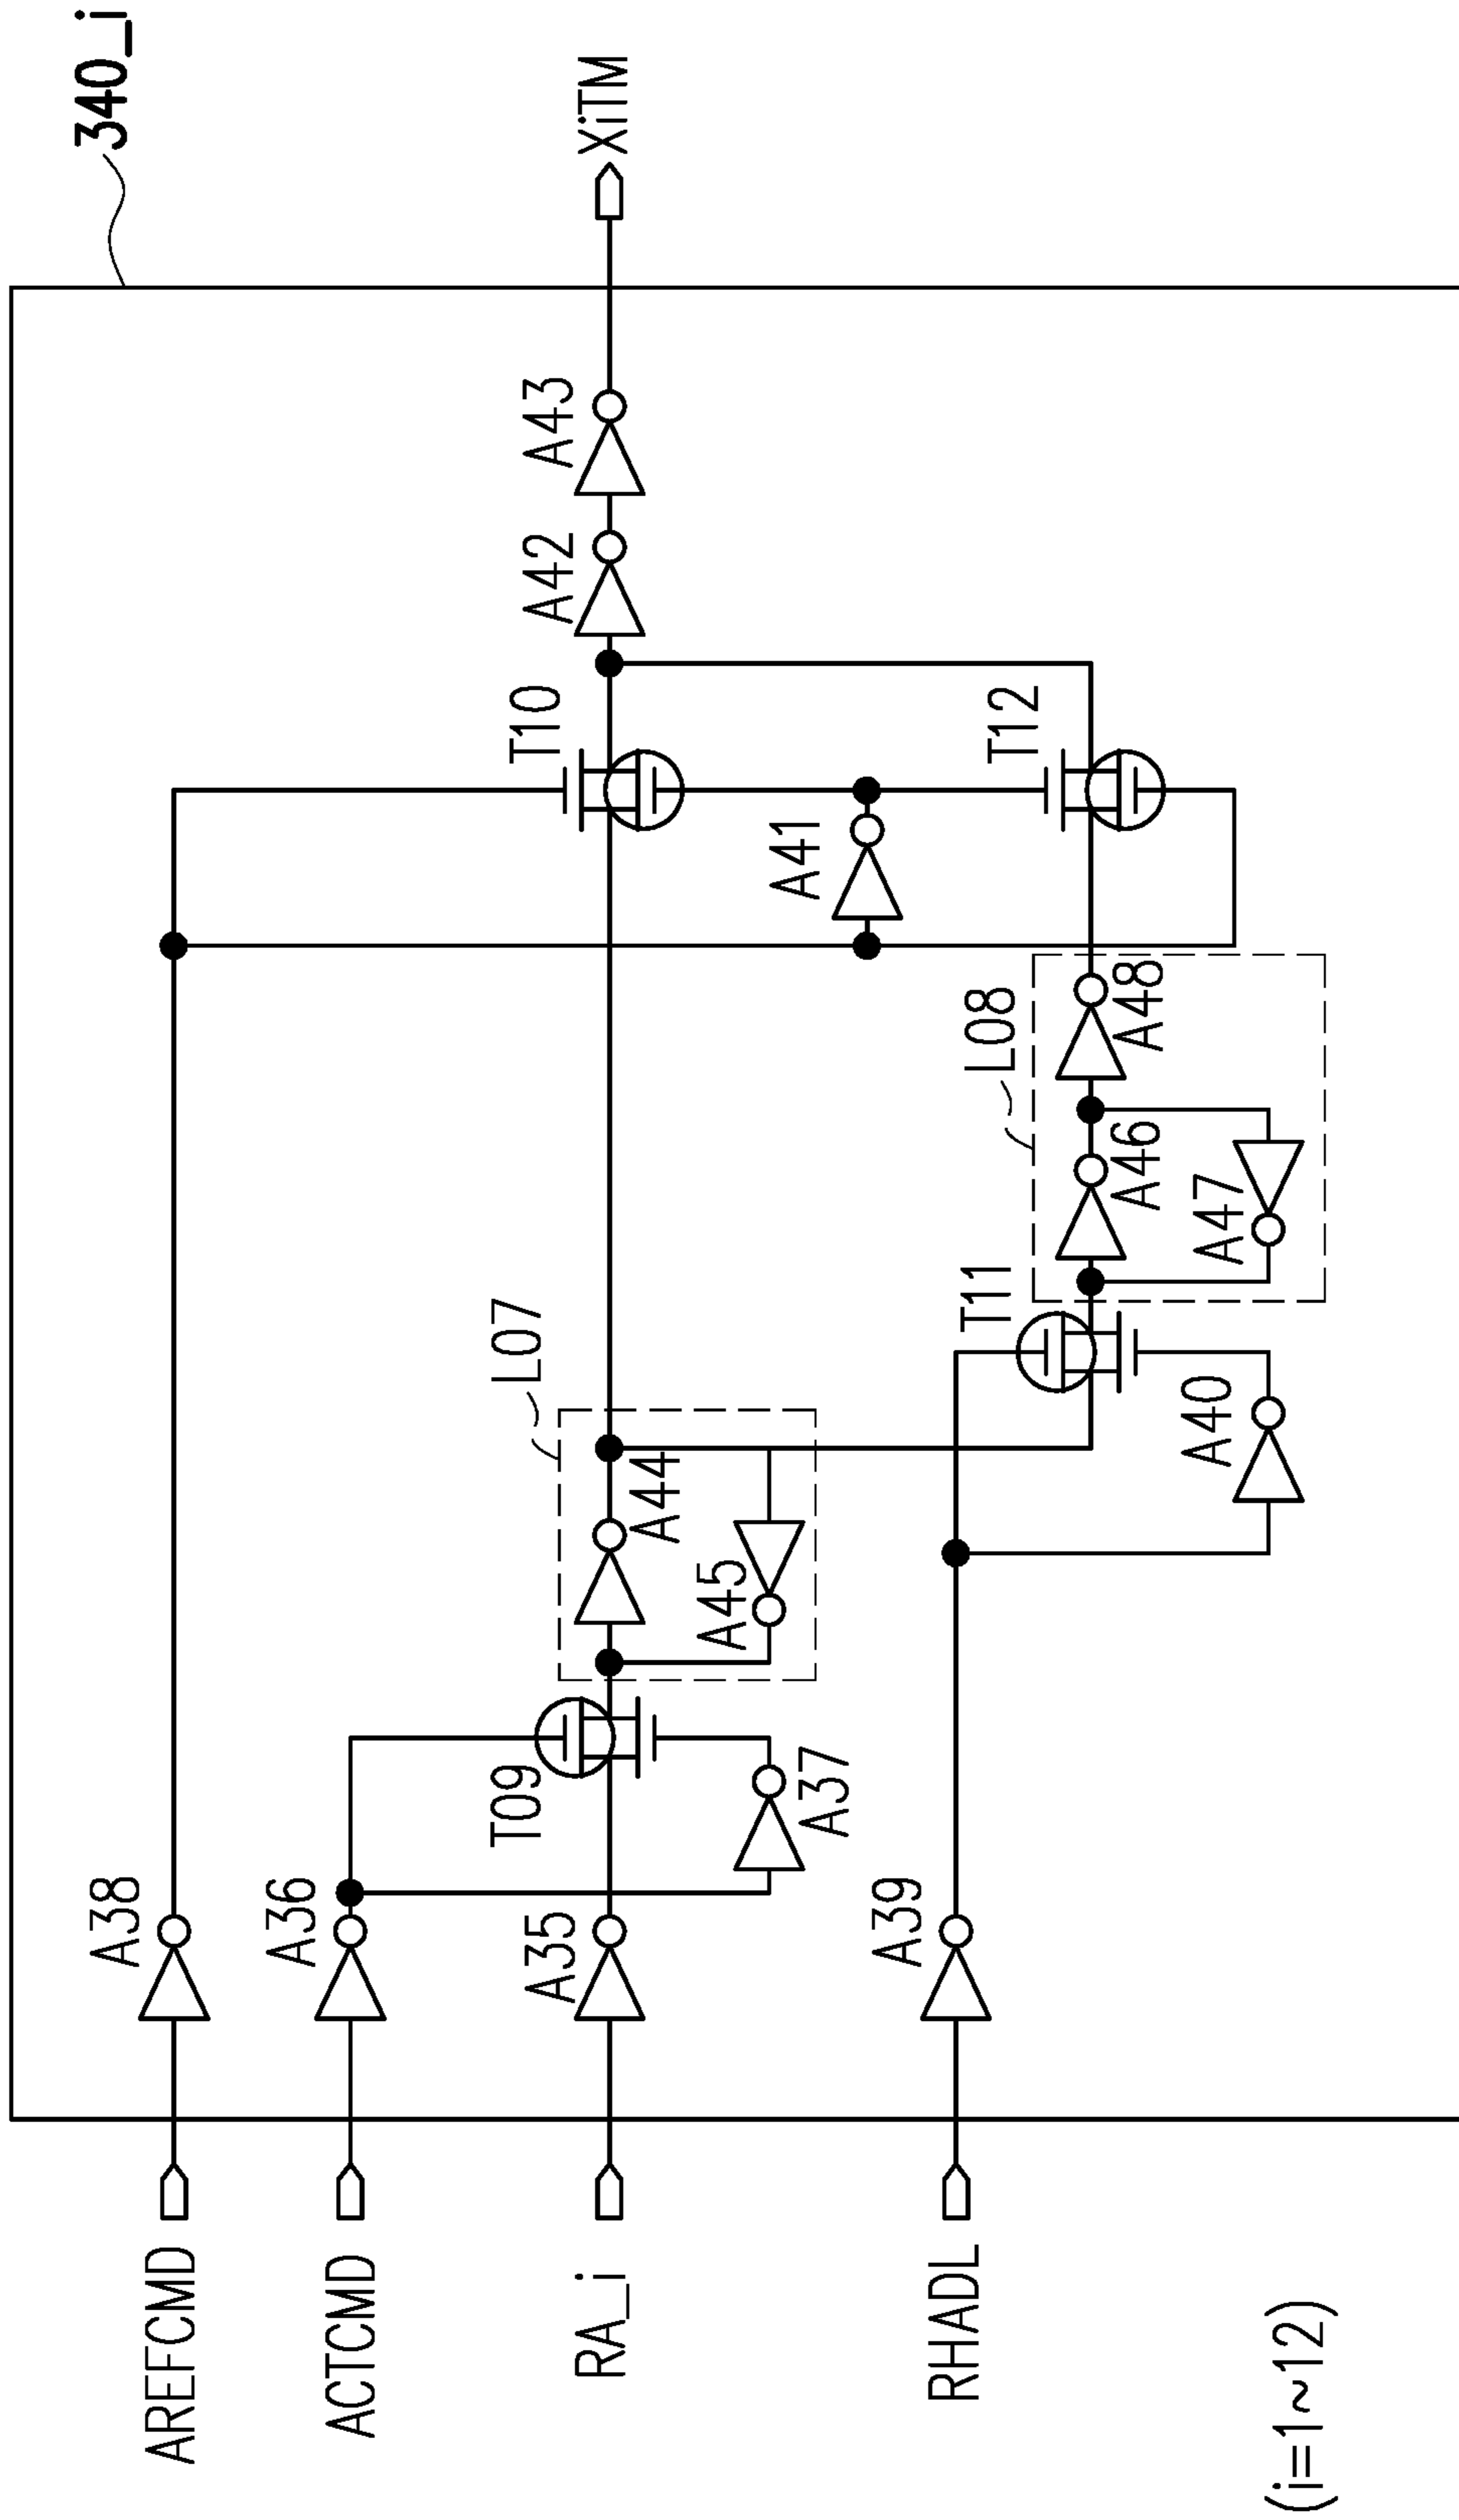 340_i
AREFCMD
A38
ACTCMD
A36
T10
A42
A43
XiTM
RA_i
A35
T09
L07
A44
A45
A37
A41
RHADL
A39
T11
L08
T12
A46
A48
A47
A40
(i=1~12)